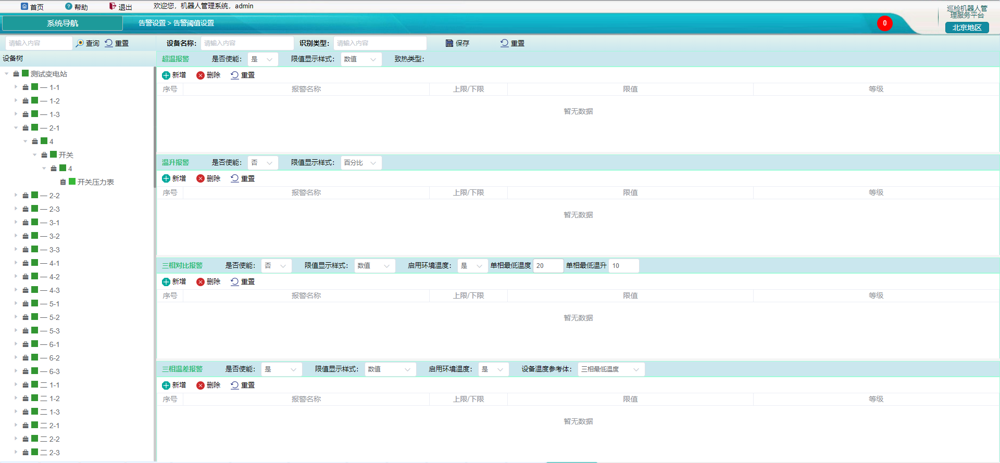 首页 帮助 退出 欢迎您，机器人管理系统，admin
巡检机器人管
理服务平台
系统导航 告警设置 > 告警阈值设置 0 北京地区
请输入内容 查询 重置 设备名称： 请输入内容 识别类型： 请输入内容 保存 重置
设备树
超温报警 是否使能： 是 限值显示样式： 数值 致热类型：
新增 删除 重置
序号 报警名称 上限/下限 限值 等级
暂无数据
温升报警 是否使能： 否 限值显示样式： 百分比
新增 删除 重置
序号 报警名称 上限/下限 限值 等级
暂无数据
三相对比报警 是否使能： 否 限值显示样式： 数值 启用环境温度： 是 单相最低温度 20 单相最低温升 10
新增 删除 重置
序号 报警名称 上限/下限 限值 等级
暂无数据
三相温差报警 是否使能： 是 限值显示样式： 数值 启用环境温度： 是 设备温度参考体： 三相最低温度
新增 删除 重置
序号 报警名称 上限/下限 限值 等级
暂无数据
测试变电站
一 1-1
一 1-2
一 1-3
一 2-1
4
开关
4
开关压力表
一 2-2
一 2-3
一 3-1
一 3-2
一 3-3
一 4-1
一 4-2
一 4-3
一 5-1
一 5-2
一 5-3
一 6-1
一 6-2
一 6-3
二 1-1
二 1-2
二 1-3
二 2-1
二 2-2
二 2-3